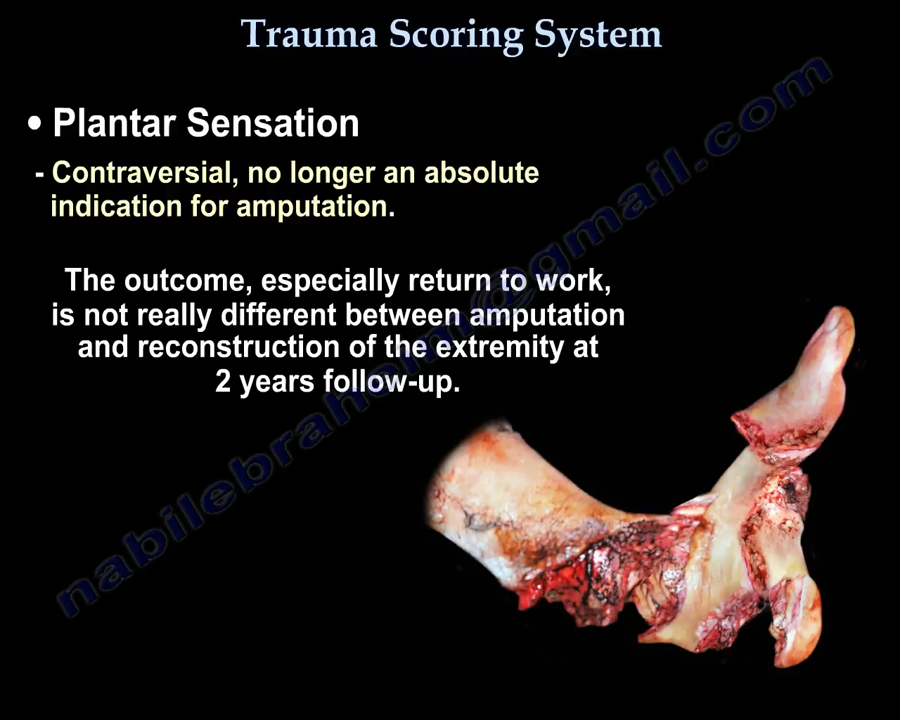 Trauma Scoring System
• Plantar Sensation
- Contraversial, no longer an absolute
indication for amputation.
The outcome, especially return to work,
is not really different between amputation
and reconstruction of the extremity at
2 years follow-up.
nabilebraheim@gmail.com